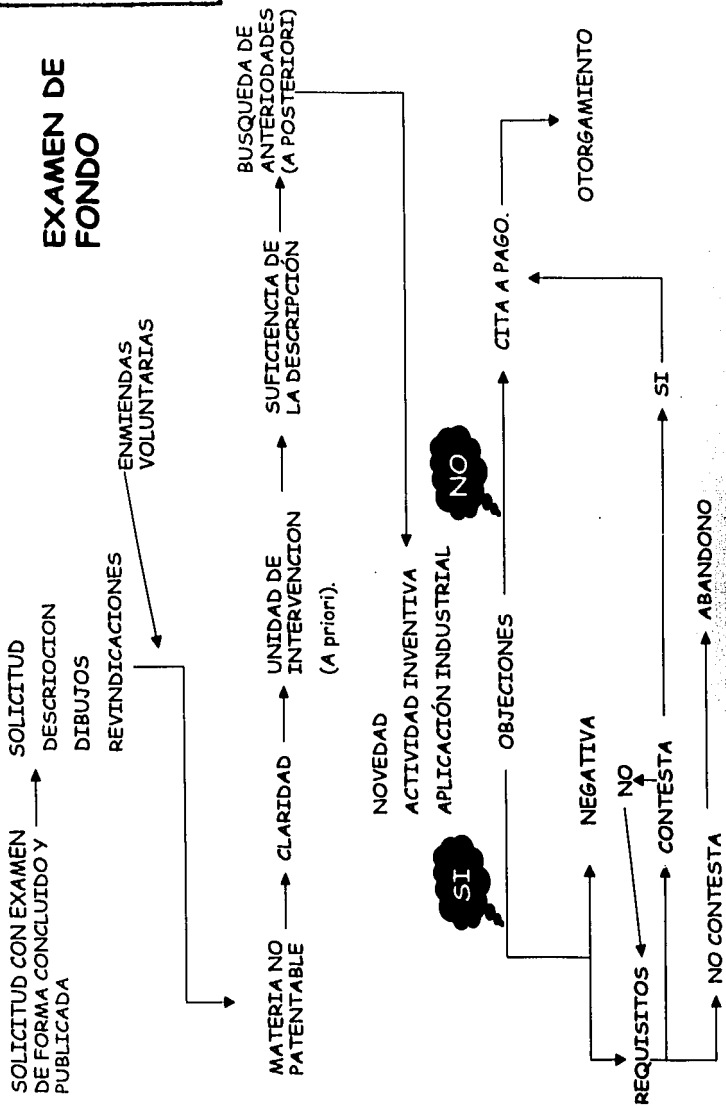 EXAMEN DE
FONDO
SOLICITUD CON EXAMEN
DE FORMA CONCLUIDO Y
PUBLICADA
SOLICITUD
DESCRIOCION
DIBUJOS
REVINDICACIONES
ENMIENDAS
VOLUNTARIAS
MATERIA NO
PATENTABLE
CLARIDAD
UNIDAD DE
INTERVENCION
(A priori).
SUFICIENCIA DE
LA DESCRIPCIÓN
BUSQUEDA DE
ANTERIODADES
(A POSTERIORI)
NOVEDAD
ACTIVIDAD INVENTIVA
APLICACIÓN INDUSTRIAL
SI
OBJECIONES
NO
CITA A PAGO.
OTORGAMIENTO
NEGATIVA
NO
REQUISITOS
CONTESTA
SI
NO CONTESTA
ABANDONO